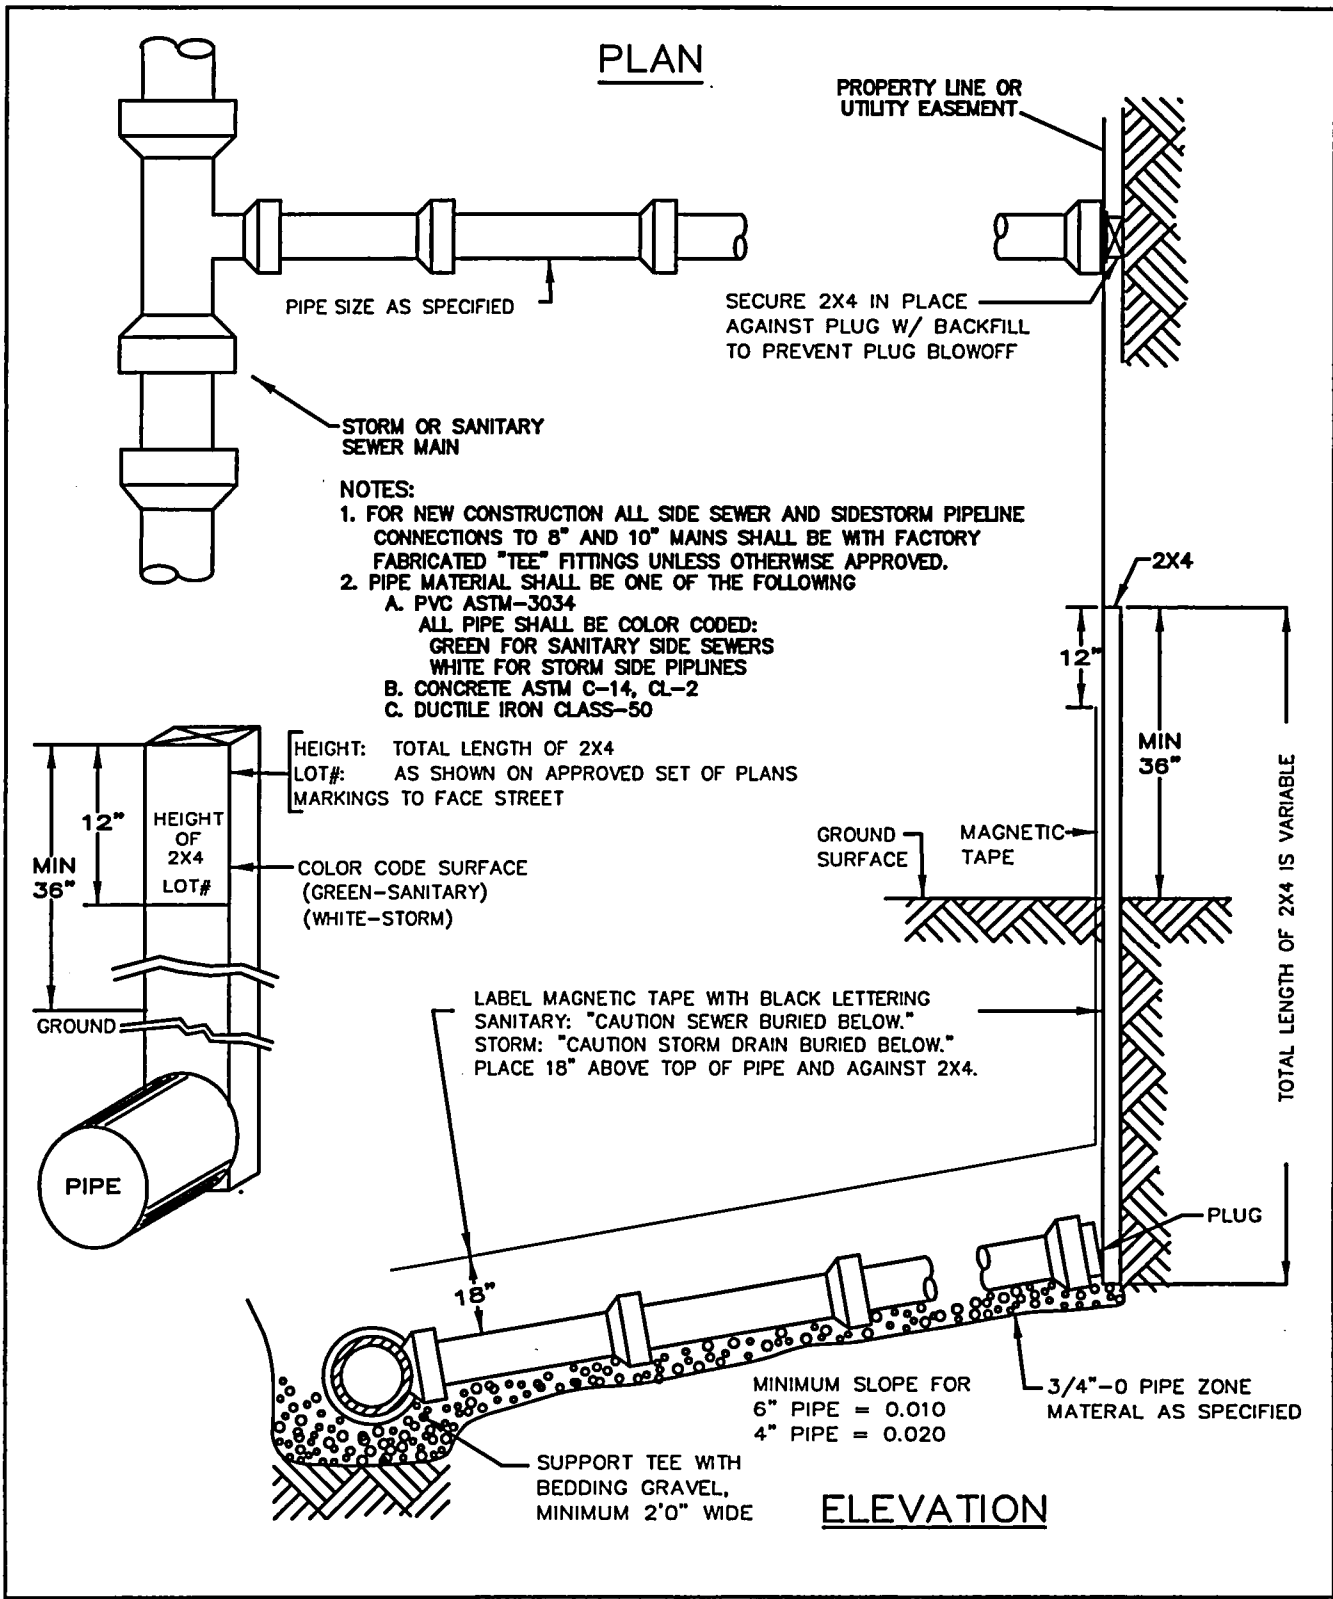 PLAN
PROPERTY LINE OR
UTILITY EASEMENT
PIPE SIZE AS SPECIFIED
SECURE 2X4 IN PLACE
AGAINST PLUG W/ BACKFILL
TO PREVENT PLUG BLOWOFF
STORM OR SANITARY
SEWER MAIN
NOTES:
1. FOR NEW CONSTRUCTION ALL SIDE SEWER AND SIDESTORM PIPELINE
CONNECTIONS TO 8" AND 10" MAINS SHALL BE WITH FACTORY
FABRICATED "TEE" FITTINGS UNLESS OTHERWISE APPROVED.
2. PIPE MATERIAL SHALL BE ONE OF THE FOLLOWING
A. PVC ASTM-3034
ALL PIPE SHALL BE COLOR CODED:
GREEN FOR SANITARY SIDE SEWERS
WHITE FOR STORM SIDE PIPLINES
B. CONCRETE ASTM C-14, CL-2
C. DUCTILE IRON CLASS-50
2X4
12"
MIN
36"
TOTAL LENGTH OF 2X4 IS VARIABLE
HEIGHT: TOTAL LENGTH OF 2X4
LOT#: AS SHOWN ON APPROVED SET OF PLANS
MARKINGS TO FACE STREET
12"
MIN
36"
HEIGHT
OF
2X4
LOT#
COLOR CODE SURFACE
(GREEN-SANITARY)
(WHITE-STORM)
GROUND
PIPE
GROUND
SURFACE
MAGNETIC
TAPE
LABEL MAGNETIC TAPE WITH BLACK LETTERING
SANITARY: "CAUTION SEWER BURIED BELOW."
STORM: "CAUTION STORM DRAIN BURIED BELOW."
PLACE 18" ABOVE TOP OF PIPE AND AGAINST 2X4.
PLUG
18"
MINIMUM SLOPE FOR
6" PIPE = 0.010
4" PIPE = 0.020
3/4"-0 PIPE ZONE
MATERAL AS SPECIFIED
SUPPORT TEE WITH
BEDDING GRAVEL,
MINIMUM 2'0" WIDE
ELEVATION